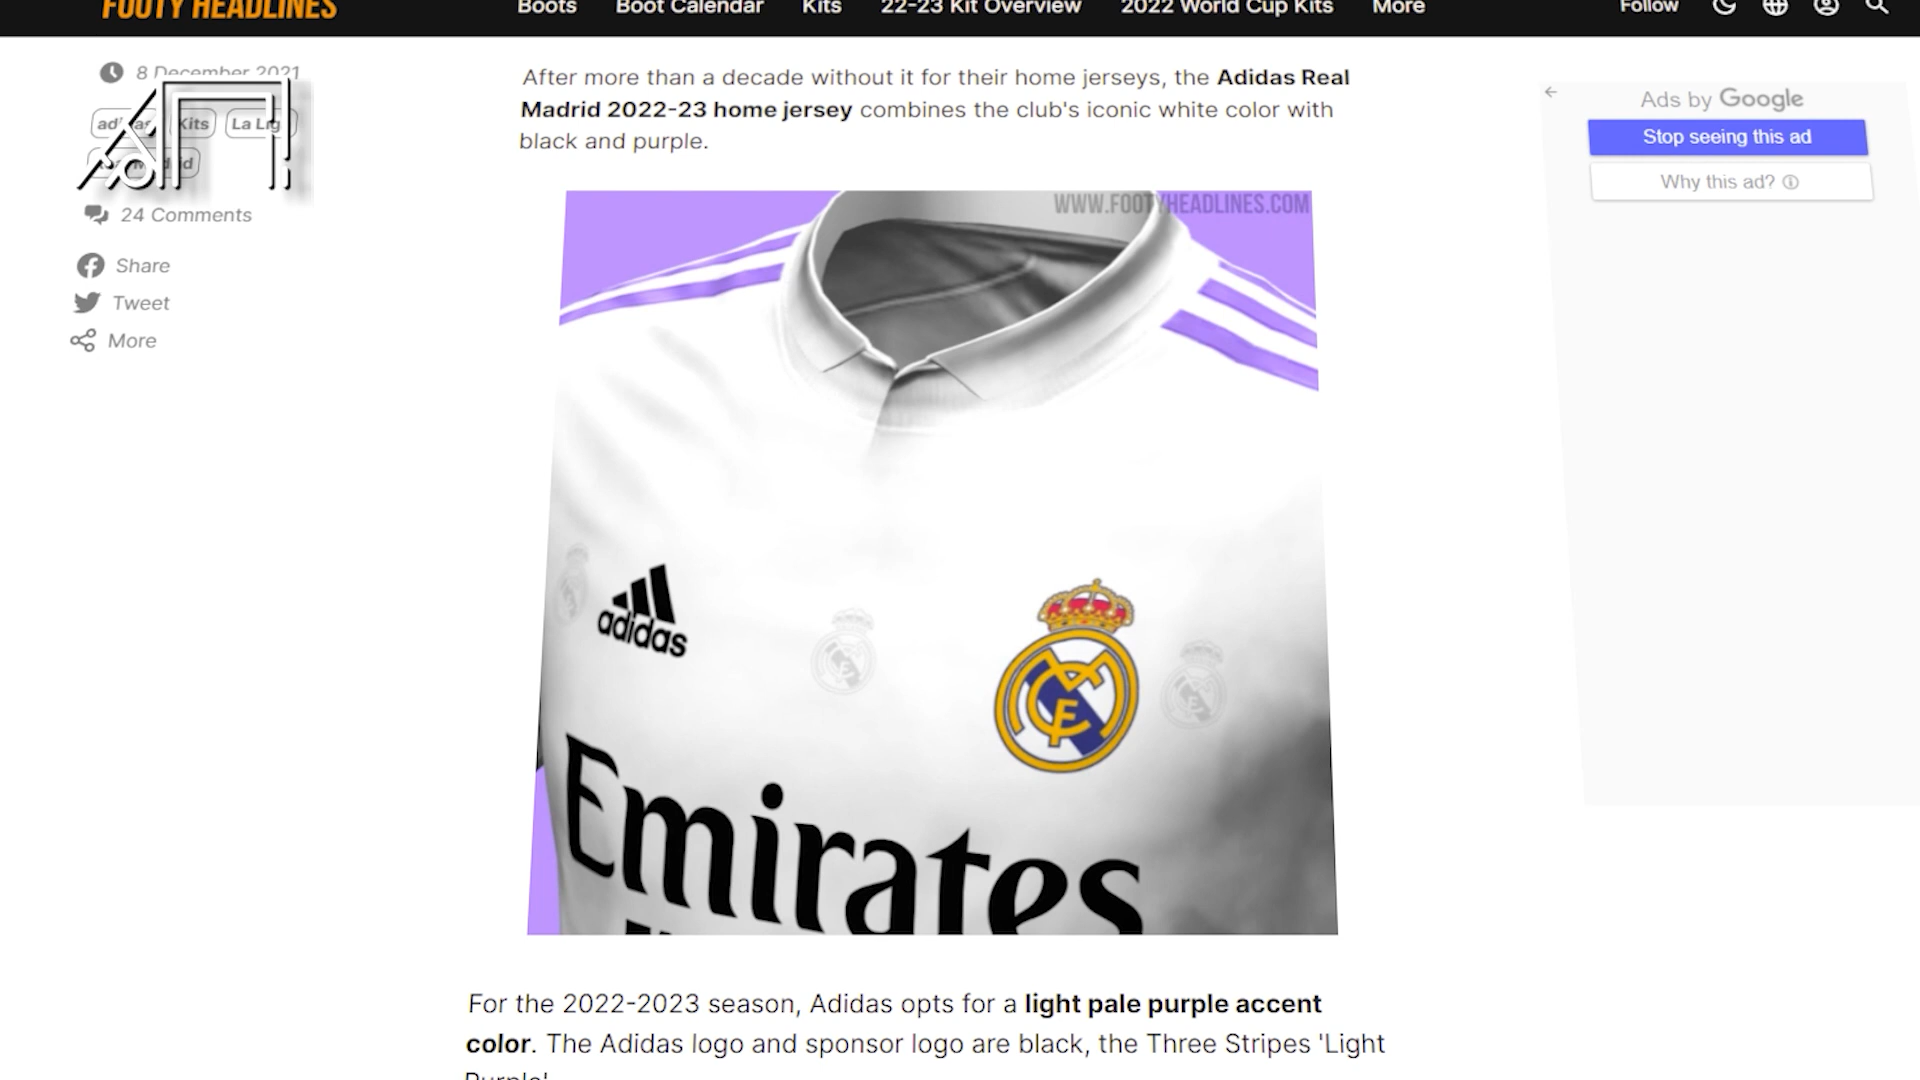 FOOTY HEADLINES
Boots Boot Calendar Kits 22-23 Kit Overview 2022 World Cup Kits More
Follow
8 December 2021
Kits
24 Comments
Share
Tweet
More
After more than a decade without it for their home jerseys, the Adidas Real
Madrid 2022-23 home jersey combines the club's iconic white color with
black and purple.
WWW.FOOTYHEADLINES.COM
adidas
Emirates
Ads by Google
Stop seeing this ad
Why this ad?
For the 2022-2023 season, Adidas opts for a light pale purple accent
color. The Adidas logo and sponsor logo are black, the Three Stripes 'Light
Purple'